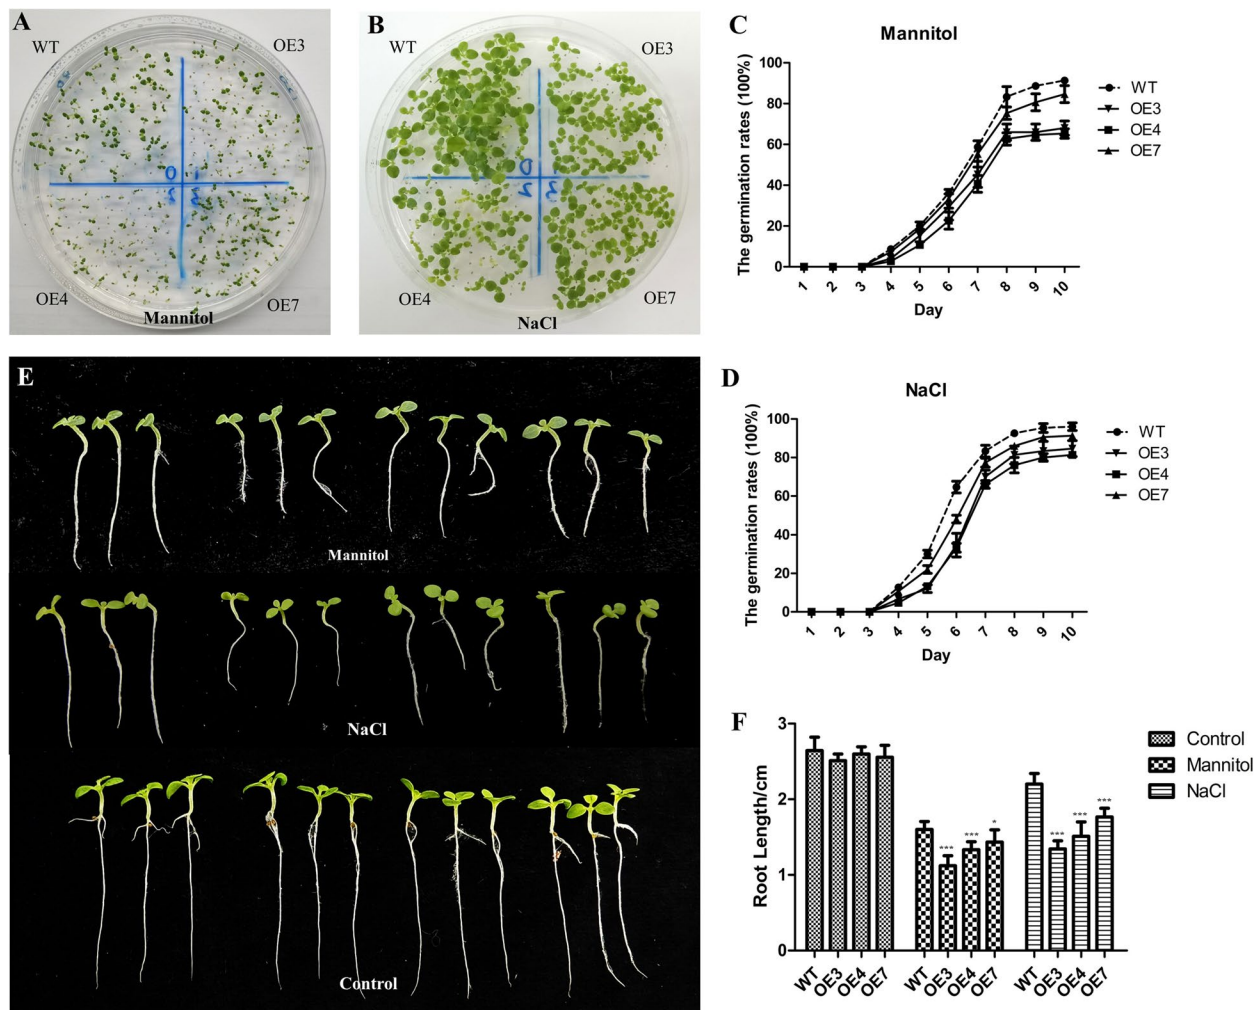 A
WT
OE3
OE4
OE7
Mannitol
B
WT
OE4
OE7
NaCl
C
Mannitol
The germination rates (100%)
100
80
60
40
20
0
1 2 3 4 5 6 7 8 9 10
Day
WT
OE3
OE4
OE7
E
Mannitol
NaCl
Control
D
NaCl
The germination rates (100%)
100
80
60
40
20
0
1 2 3 4 5 6 7 8 9 10
Day
WT
OE3
OE4
OE7
F
Root Length/cm
3
2
1
0
*** *** * *** *** ***
WT OE3 OE4 OE7 WT OE3 OE4 OE7 WT OE3 OE4 OE7
Control
Mannitol
NaCl